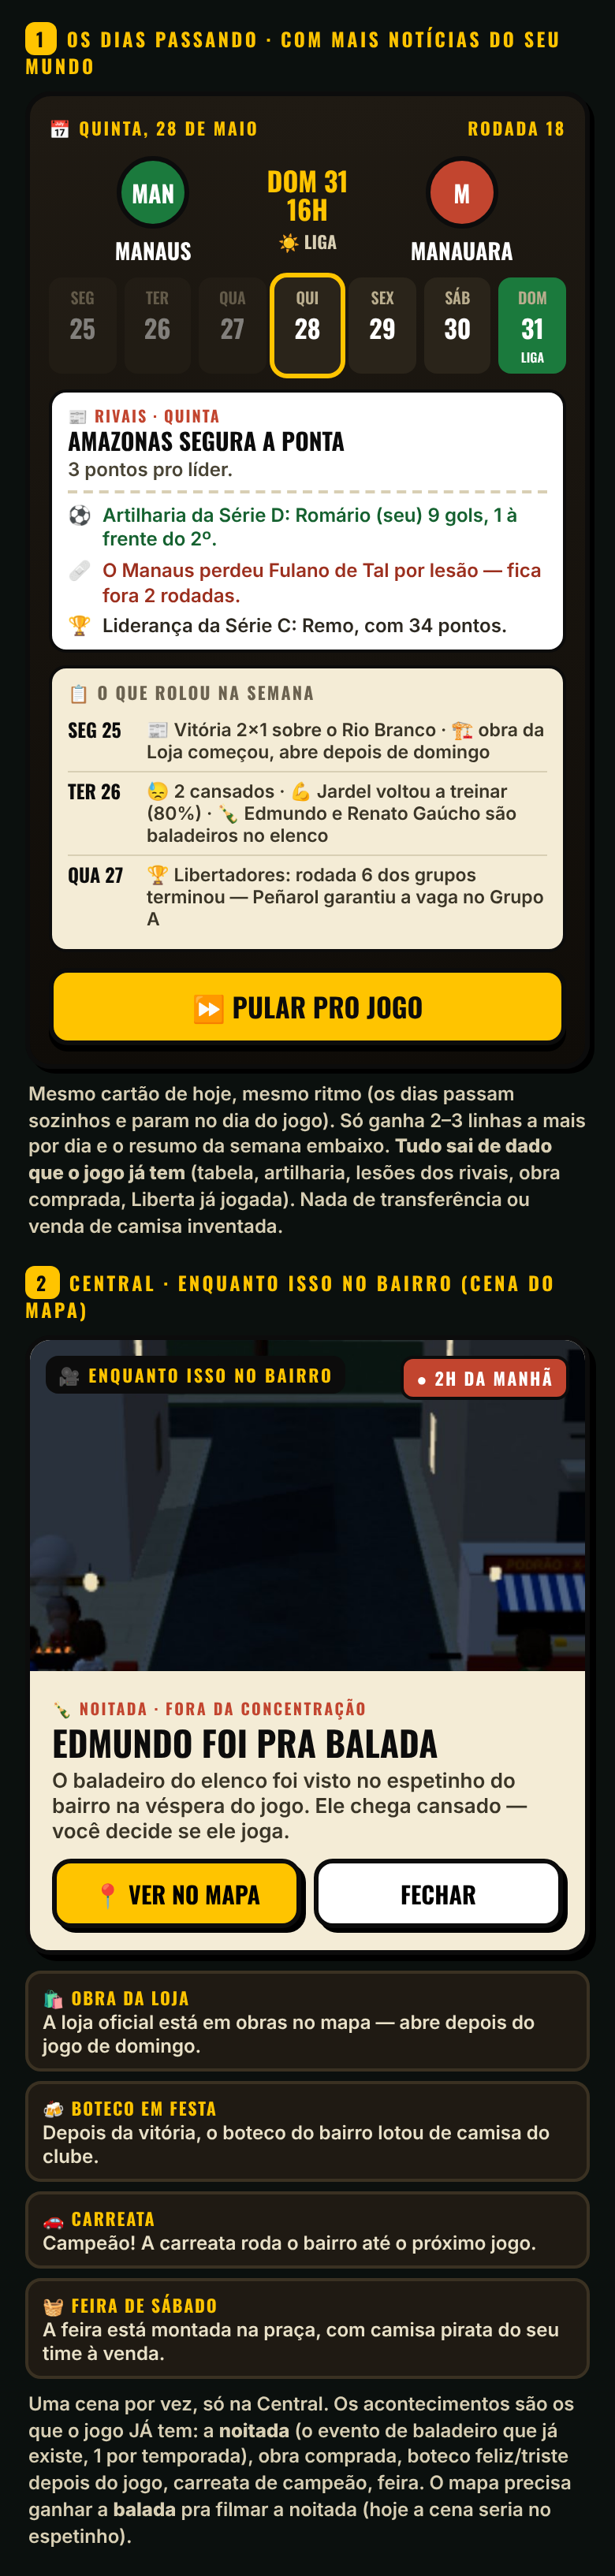 1 OS DIAS PASSANDO · COM MAIS NOTÍCIAS DO SEU
MUNDO
📅 QUINTA, 28 DE MAIO
RODADA 18
MAN
DOM 31
16H
M
☀️ LIGA
MANAUS
MANAUARA
SEG
TER
QUA
QUI
SEX
SÁB
DOM
25
26
27
28
29
30
31
LIGA
📰 RIVAIS · QUINTA
AMAZONAS SEGURA A PONTA
3 pontos pro líder.
⚽ Artilharia da Série D: Romário (seu) 9 gols, 1 à
frente do 2º.
🩹 O Manaus perdeu Fulano de Tal por lesão — fica
fora 2 rodadas.
🏆 Liderança da Série C: Remo, com 34 pontos.
📋 O QUE ROLOU NA SEMANA
SEG 25 📰 Vitória 2×1 sobre o Rio Branco · 🏗️ obra da
Loja começou, abre depois de domingo
TER 26 😓 2 cansados · 💪 Jardel voltou a treinar
(80%) · 🍾 Edmundo e Renato Gaúcho são
baladeiros no elenco
QUA 27 🏆 Libertadores: rodada 6 dos grupos
terminou — Peñarol garantiu a vaga no Grupo
A
⏩ PULAR PRO JOGO
Mesmo cartão de hoje, mesmo ritmo (os dias passam
sozinhos e param no dia do jogo). Só ganha 2–3 linhas a mais
por dia e o resumo da semana embaixo. Tudo sai de dado
que o jogo já tem (tabela, artilharia, lesões dos rivais, obra
comprada, Liberta já jogada). Nada de transferência ou
venda de camisa inventada.
2 CENTRAL · ENQUANTO ISSO NO BAIRRO (CENA DO
MAPA)
🎥 ENQUANTO ISSO NO BAIRRO
● 2H DA MANHÃ
PODRÃO
🍾 NOITADA · FORA DA CONCENTRAÇÃO
EDMUNDO FOI PRA BALADA
O baladeiro do elenco foi visto no espetinho do
bairro na véspera do jogo. Ele chega cansado —
você decide se ele joga.
📍 VER NO MAPA
FECHAR
🛍️ OBRA DA LOJA
A loja oficial está em obras no mapa — abre depois do
jogo de domingo.
🍻 BOTECO EM FESTA
Depois da vitória, o boteco do bairro lotou de camisa do
clube.
🚗 CARREATA
Campeão! A carreata roda o bairro até o próximo jogo.
🧺 FEIRA DE SÁBADO
A feira está montada na praça, com camisa pirata do seu
time à venda.
Uma cena por vez, só na Central. Os acontecimentos são os
que o jogo JÁ tem: a noitada (o evento de baladeiro que já
existe, 1 por temporada), obra comprada, boteco feliz/triste
depois do jogo, carreata de campeão, feira. O mapa precisa
ganhar a balada pra filmar a noitada (hoje a cena seria no
espetinho).